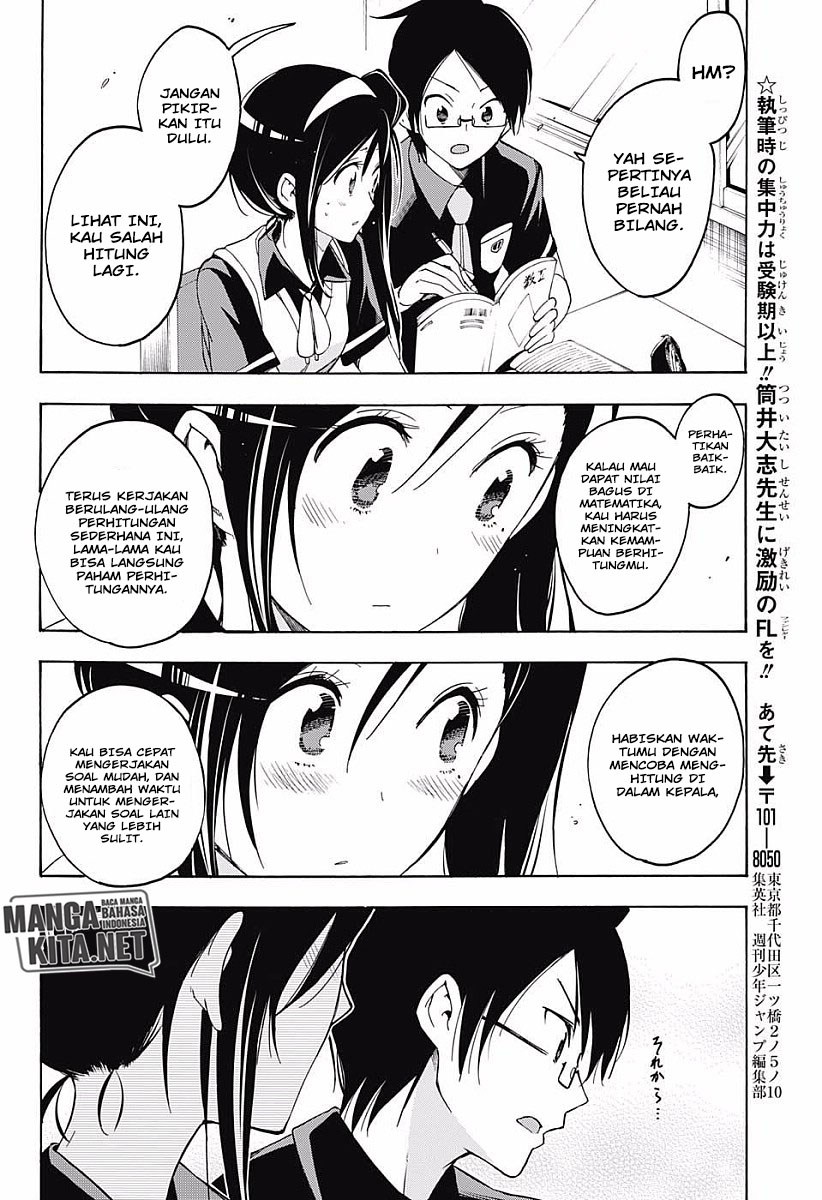 HM?
YAH SE-
PERTINYA
BELIAU
PERNAH
BILANG.
JANGAN
PIKIR-
KAN ITU
DULU.
LIHAT INI,
KAU SALAH
HITUNG
LAGI.
数I
PERHA-
TIKAN
BAIK-
BAIK.
KALAU MAU
DAPAT NILAI
BAGUS DI
MATEMATIKA,
KAU HARUS
MENINGKAT-
KAN KEMAM-
PUAN BERHI-
TUNGMU.
TERUS KERJAKAN
BERULANG-ULANG
PERHITUNGAN
SEDERHANA INI,
LAMA-LAMA KAU
BISA LANGSUNG
PAHAM PERHI-
TUNGANNYA.
HABISKAN WAK-
TUMU DENGAN
MENCOBA MENG-
HITUNG DI
DALAM KEPALA,
KAU BISA CEPAT
MENGERJAKAN
SOAL MUDAH, DAN
MENAMBAH WAKTU
UNTUK MENGER-
JAKAN SOAL LAIN
YANG LEBIH
SULIT.
それから…
☆執筆時の集中力は受験期以上!!筒井大志先生に激励のFLを!! あて先➡〒101―8050
東京都千代田区一ツ橋2ノ5ノ10
集英社 週刊少年ジャンプ編集部
MANGA
KITA.NET
BACA MANGA
BAHASA
INDONESIA